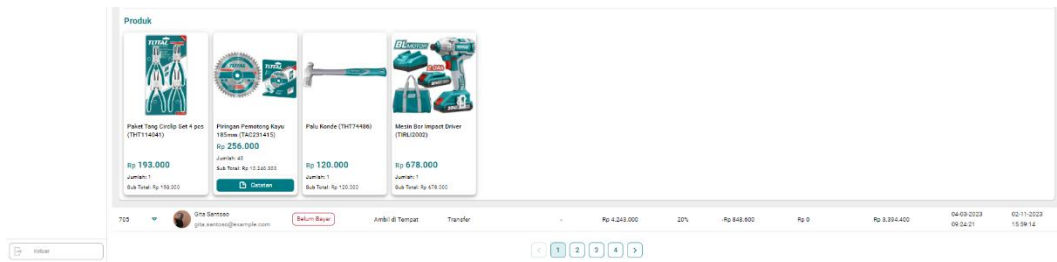 Produk
TOTAL
Paket Tang Circlip Set 4 pcs
(THT114041)
Rp 193.000
Jumlah: 1
Sub Total: Rp 193.000
TOTAL
Piringan Pemotong Kayu
185mm (TAC231415)
Rp 256.000
Jumlah: 40
Sub Total: Rp 10.240.000
Catatan
Palu Konde (THT74486)
Rp 120.000
Jumlah: 1
Sub Total: Rp 120.000
Mesin Bor Impact Driver
(TIRLI2002)
Rp 678.000
Jumlah: 1
Sub Total: Rp 678.000
705 Gita Santoso Belum Bayar Ambil di Tempat Transfer - Rp 4.243.000 20% -Rp 848.600 Rp 0 Rp 3.394.400 04-03-2023 02-11-2023
gita.santoso@example.com 09:24:21 15:59:14
< 1 2 3 4 >
Keluar